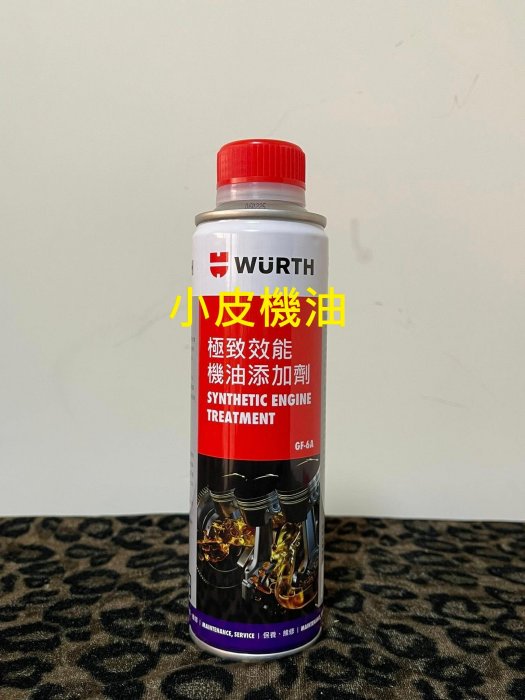 WÜRTH
小皮機油
極致效能
機油添加劑
SYNTHETIC ENGINE
TREATMENT
GF-6A
MAINTENANCE, SERVICE | 保養、維修 |